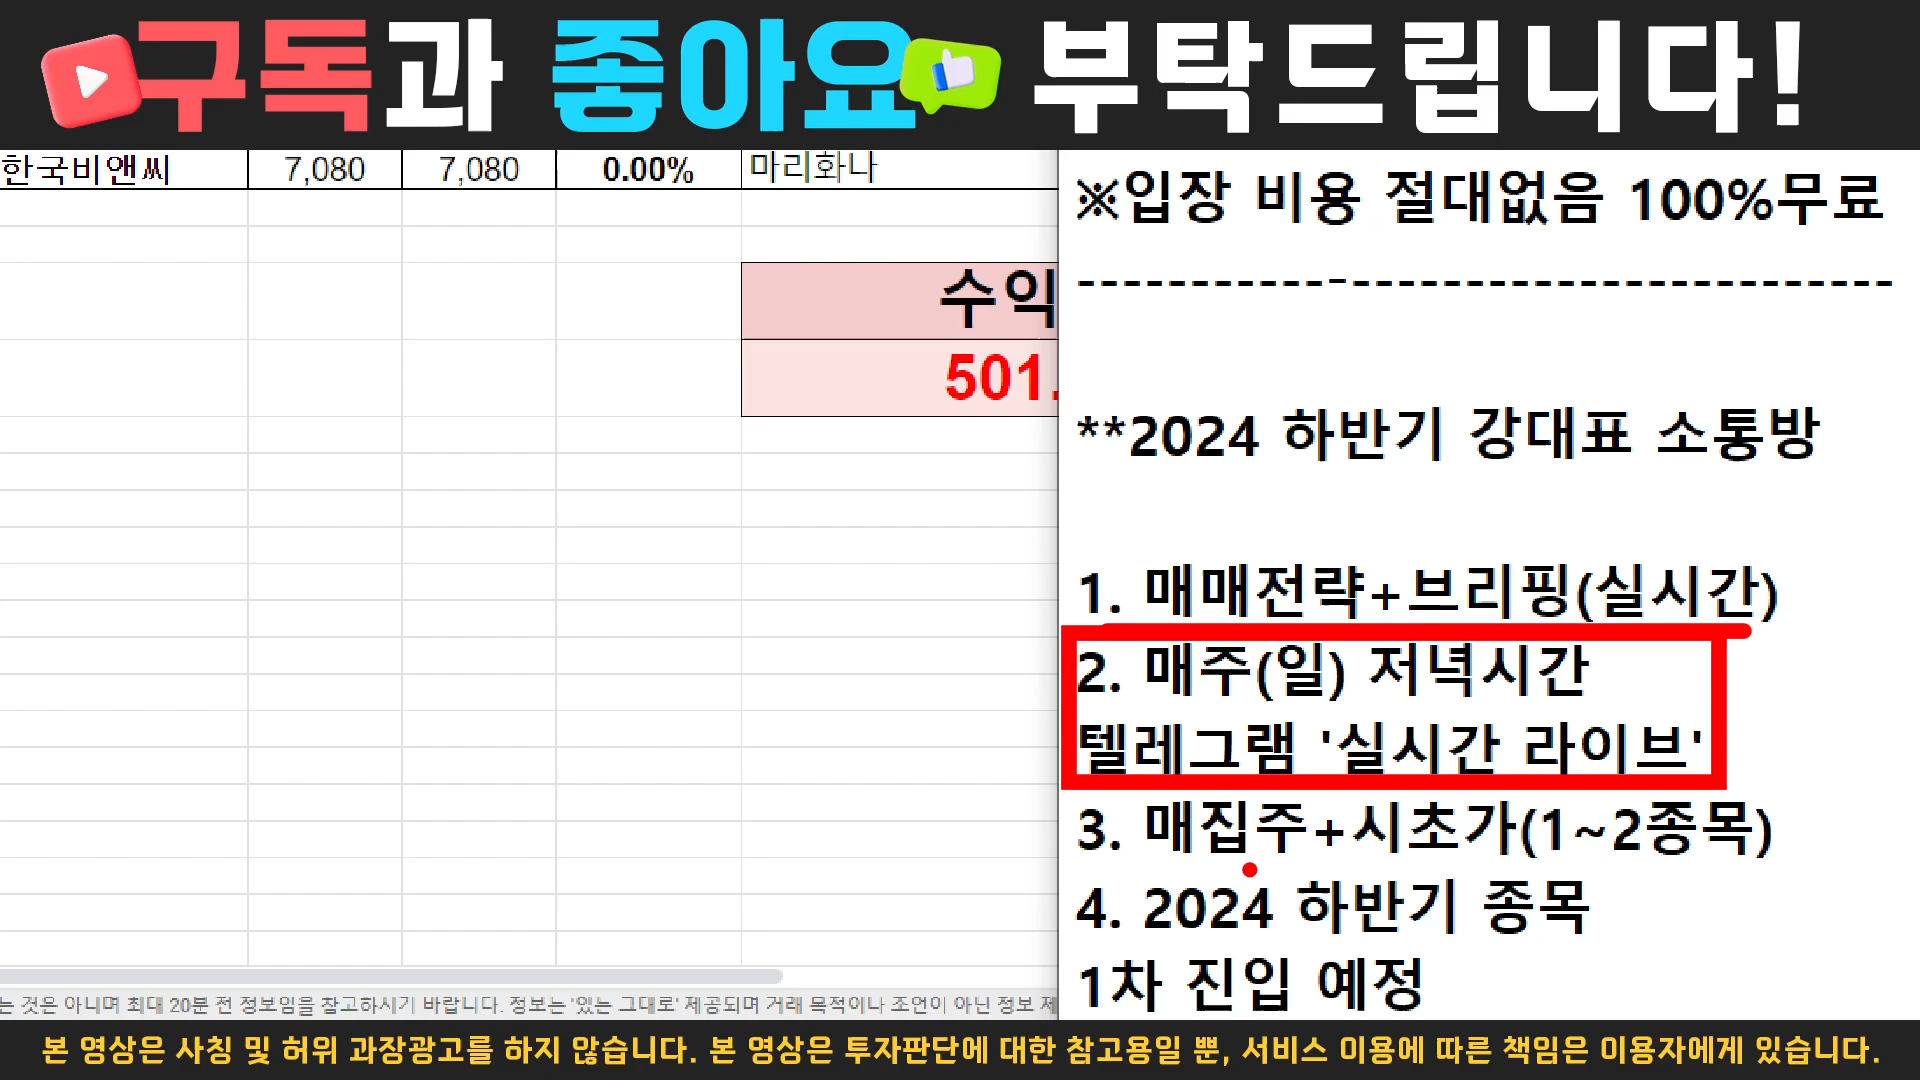 구독과 좋아요 부탁드립니다!
한국비앤씨 7,080 7,080 0.00% 마리화나
수익
501.
※입장 비용 절대없음 100%무료
------------------------------------
**2024 하반기 강대표 소통방
1. 매매전략+브리핑(실시간)
2. 매주(일) 저녁시간
텔레그램 '실시간 라이브'
3. 매집주+시초가(1~2종목)
4. 2024 하반기 종목
1차 진입 예정
는 것은 아니며 최대 20분 전 정보임을 참고하시기 바랍니다. 정보는 '있는 그대로' 제공되며 거래 목적이나 조언이 아닌 정보 제
본 영상은 사칭 및 허위 과장광고를 하지 않습니다. 본 영상은 투자판단에 대한 참고용일 뿐, 서비스 이용에 따른 책임은 이용자에게 있습니다.